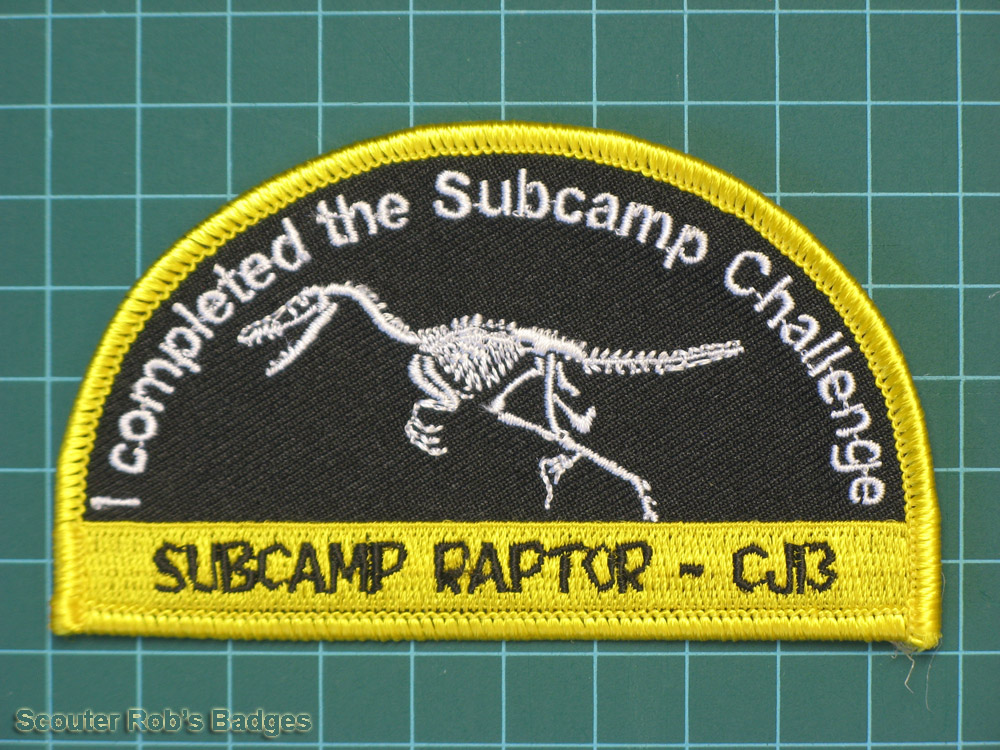 I completed the Subcamp Challenge
SUBCAMP RAPTOR - CJ13
Scouter Rob's Badges